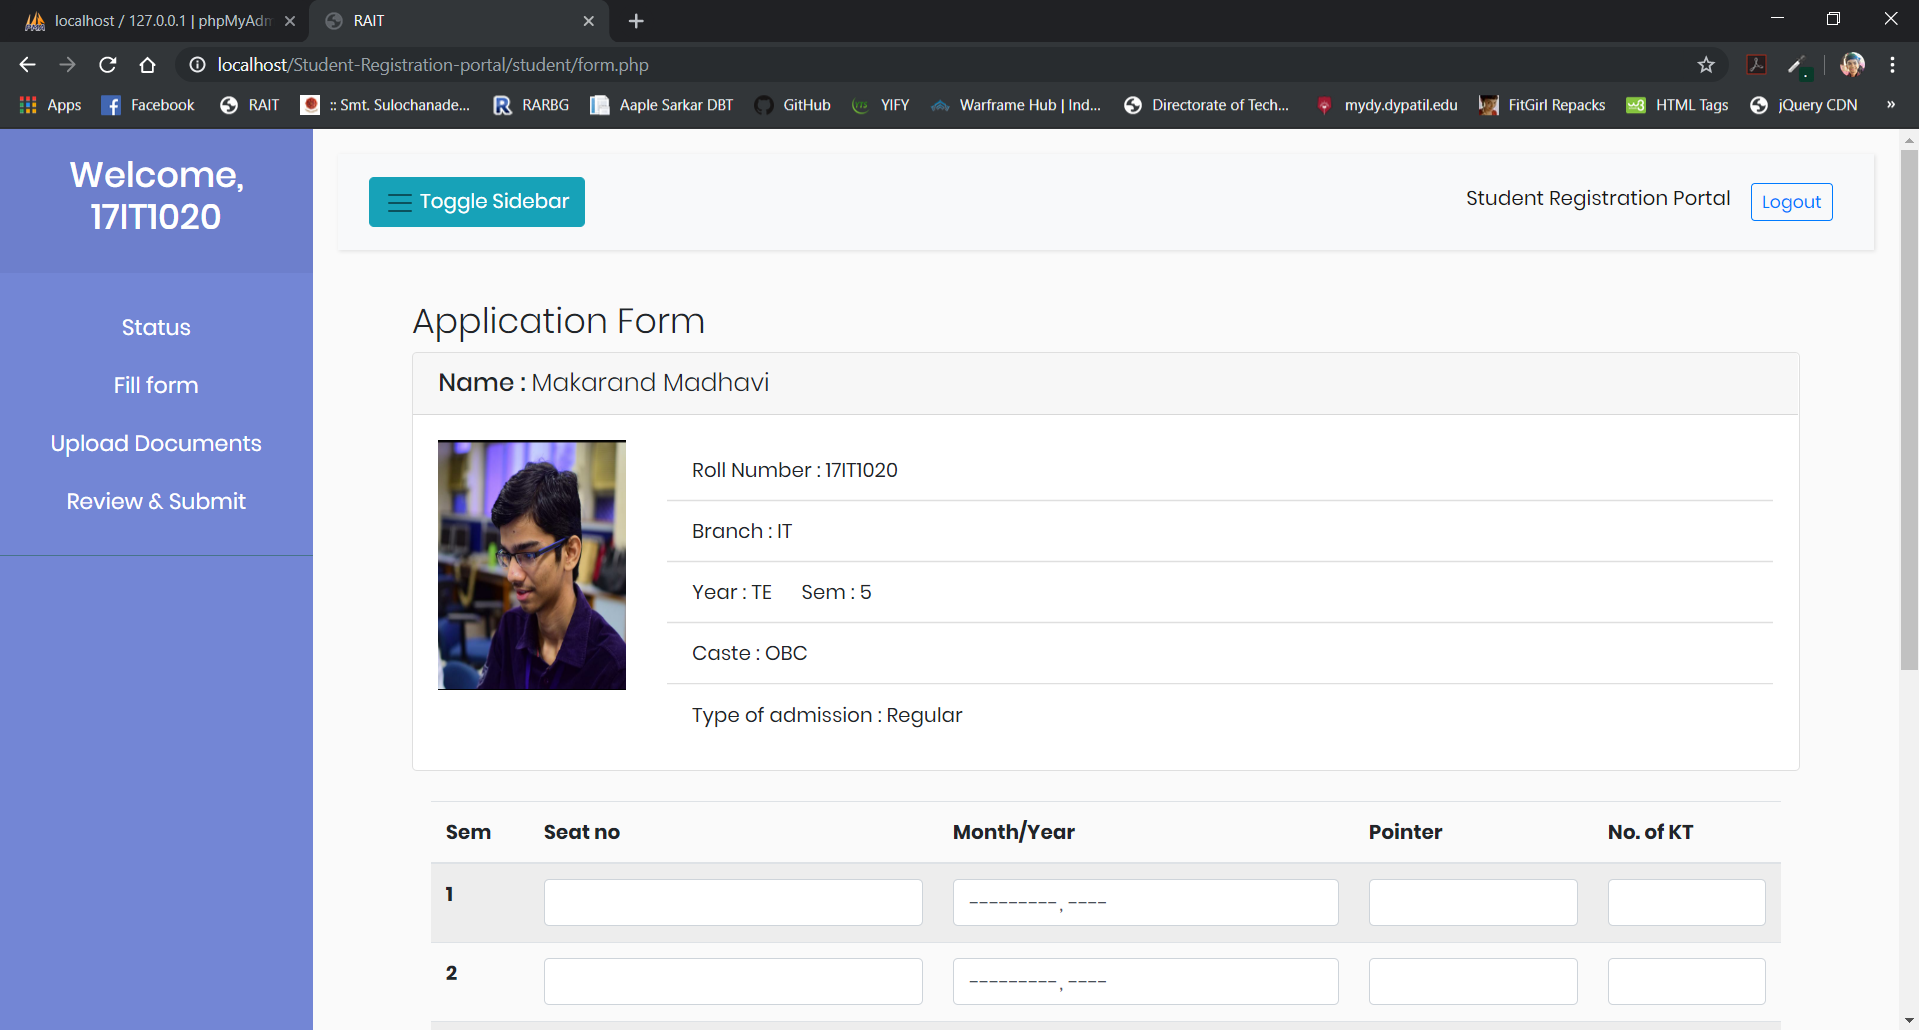 localhost / 127.0.0.1 | phpMyAdm
RAIT
localhost/Student-Registration-portal/student/form.php
Apps
Facebook
RAIT
:: Smt. Sulochanade...
RARBG
Aaple Sarkar DBT
GitHub
YIFY
Warframe Hub | Ind...
Directorate of Tech...
mydy.dypatil.edu
FitGirl Repacks
HTML Tags
jQuery CDN
»
Welcome,
17IT1020
Status
Fill form
Upload Documents
Review & Submit
Toggle Sidebar
Student Registration Portal
Logout
Application Form
Name : Makarand Madhavi
Roll Number : 17IT1020
Branch : IT
Year : TE Sem : 5
Caste : OBC
Type of admission : Regular
Sem Seat no Month/Year Pointer No. of KT
1 ---------, ----
2 ---------, ----